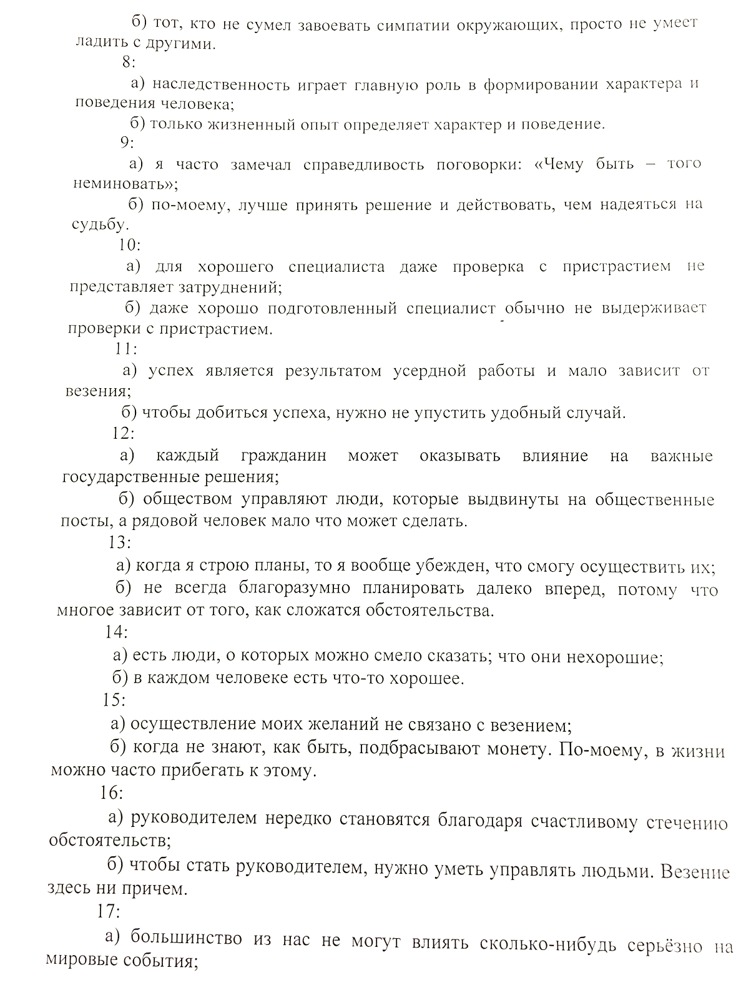 б) тот, кто не сумел завоевать симпатии окружающих, просто не умеет
ладить с другими.
8:
а) наследственность играет главную роль в формировании характера и
поведения человека;
б) только жизненный опыт определяет характер и поведение.
9:
а) я часто замечал справедливость поговорки: «Чему быть – того
неминовать»;
б) по-моему, лучше принять решение и действовать, чем надеяться на
судьбу.
10:
а) для хорошего специалиста даже проверка с пристрастием не
представляет затруднений;
б) даже хорошо подготовленный специалист обычно не выдерживает
проверки с пристрастием.
11:
а) успех является результатом усердной работы и мало зависит от
везения;
б) чтобы добиться успеха, нужно не упустить удобный случай.
12:
а) каждый гражданин может оказывать влияние на важные
государственные решения;
б) обществом управляют люди, которые выдвинуты на общественные
посты, а рядовой человек мало что может сделать.
13:
а) когда я строю планы, то я вообще убежден, что смогу осуществить их;
б) не всегда благоразумно планировать далеко вперед, потому что
многое зависит от того, как сложатся обстоятельства.
14:
а) есть люди, о которых можно смело сказать; что они нехорошие;
б) в каждом человеке есть что-то хорошее.
15:
а) осуществление моих желаний не связано с везением;
б) когда не знают, как быть, подбрасывают монету. По-моему, в жизни
можно часто прибегать к этому.
16:
а) руководителем нередко становятся благодаря счастливому стечению
обстоятельств;
б) чтобы стать руководителем, нужно уметь управлять людьми. Везение
здесь ни причем.
17:
а) большинство из нас не могут влиять сколько-нибудь серьёзно на
мировые события;